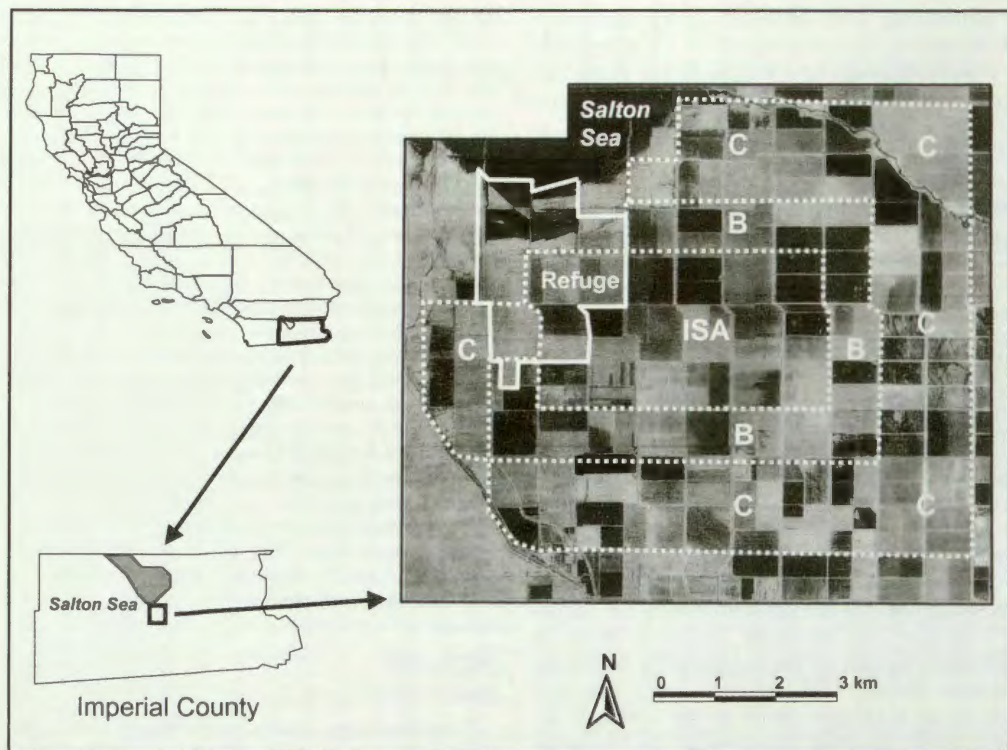 Salton
Sea
C
C
B
Refuge
ISA
C
C
B
B
C
C
Salton Sea
Imperial County
N
0 1 2 3 km